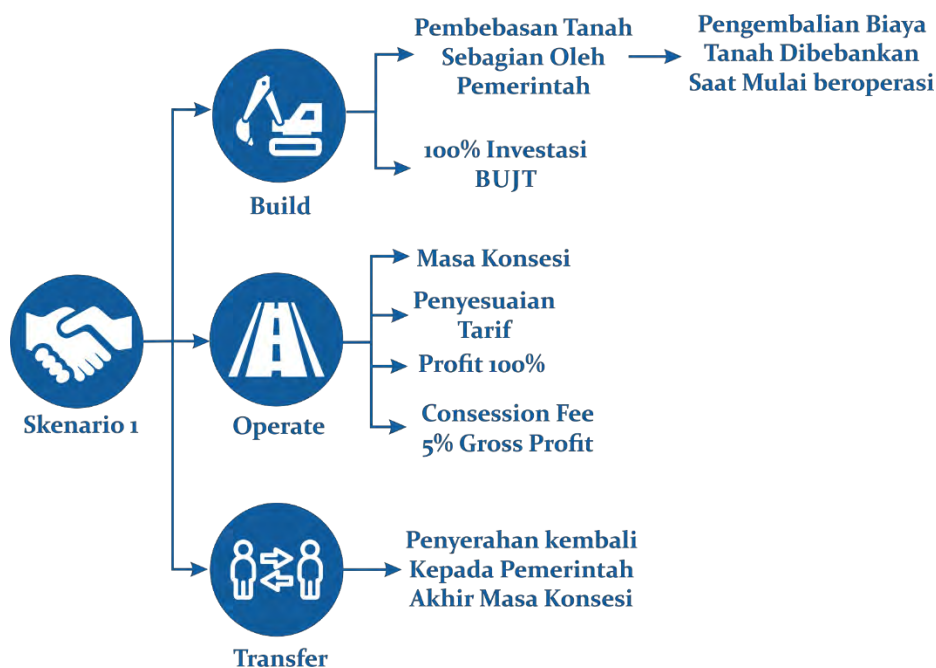 Pembebasan Tanah
Sebagian Oleh
Pemerintah
Pengembalian Biaya
Tanah Dibebankan
Saat Mulai beroperasi
100% Investasi
BUJT
Build
Masa Konsesi
Penyesuaian
Tarif
Profit 100%
Consession Fee
5% Gross Profit
Skenario 1
Operate
Penyerahan kembali
Kepada Pemerintah
Akhir Masa Konsesi
Transfer